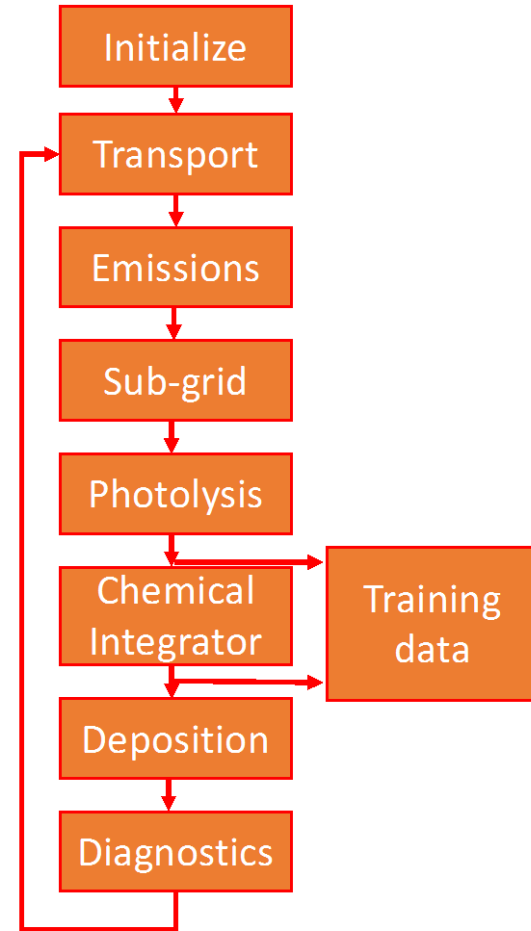 Initialize
Transport
Emissions
Sub-grid
Photolysis
Chemical
Integrator
Training
data
Deposition
Diagnostics